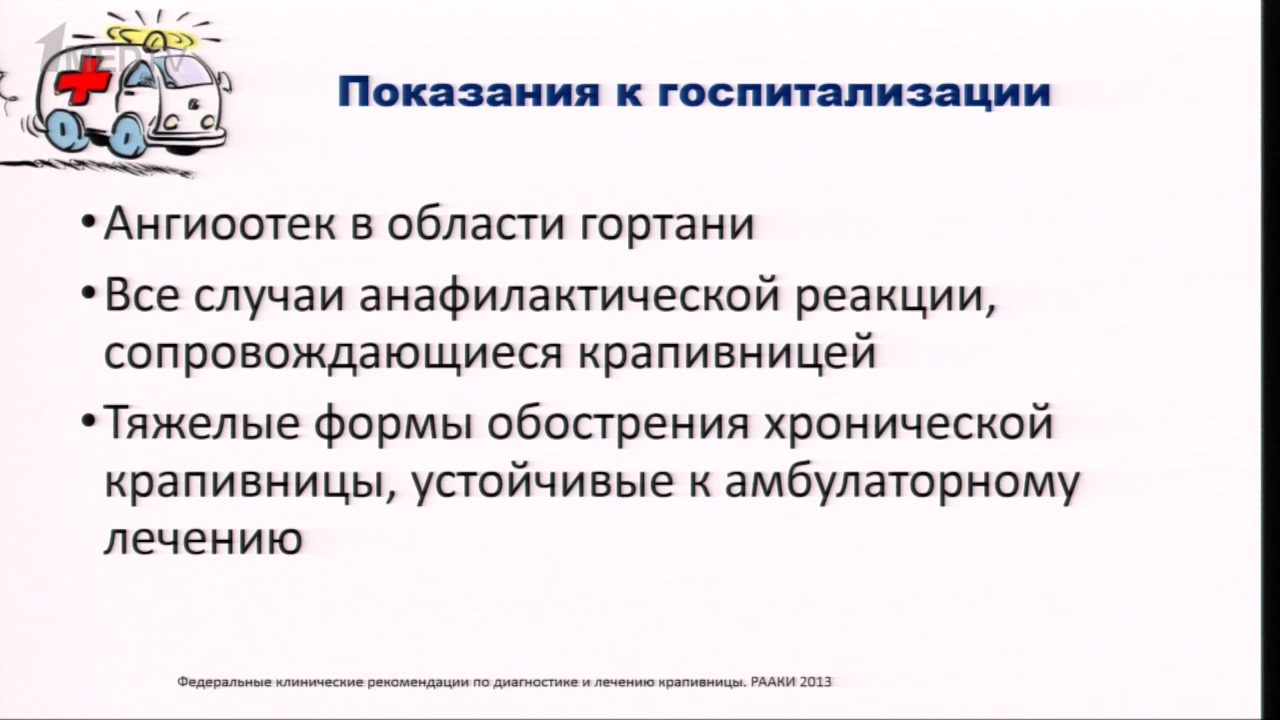 1MEDTV
Показания к госпитализации
•Ангиоотек в области гортани
•Все случаи анафилактической реакции,
сопровождающиеся крапивницей
•Тяжелые формы обострения хронической
крапивницы, устойчивые к амбулаторному
лечению
Федеральные клинические рекомендации по диагностике и лечению крапивницы. РААКИ 2013